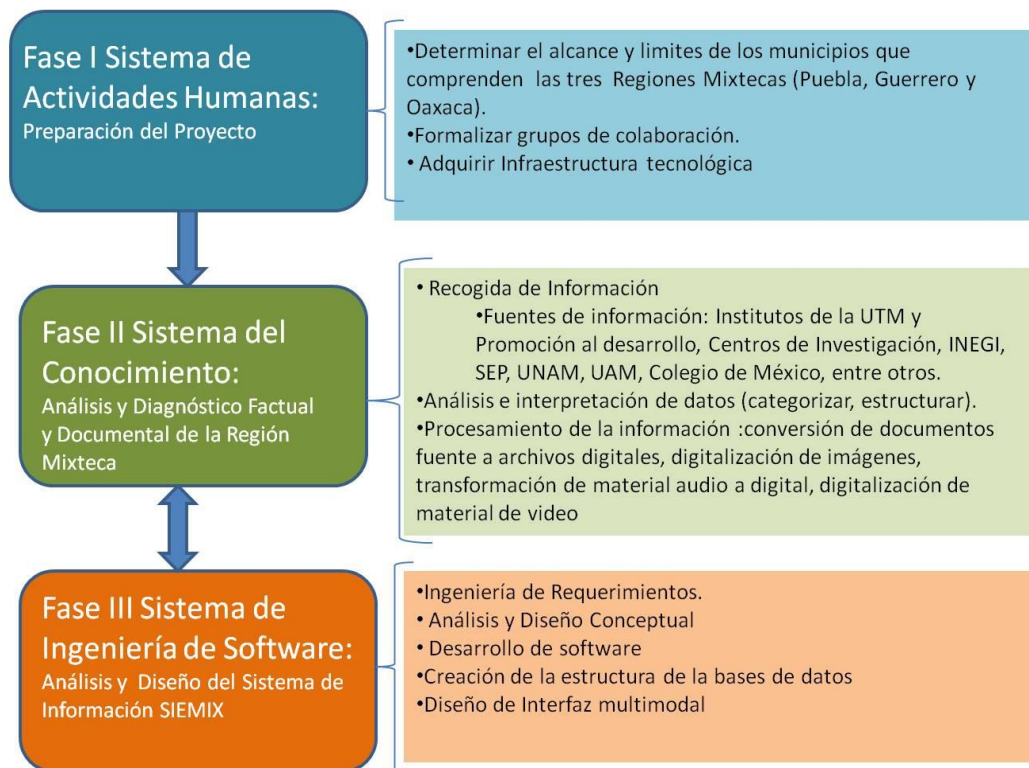 Fase I Sistema de
Actividades Humanas:
Preparación del Proyecto
•Determinar el alcance y limites de los municipios que
comprenden las tres Regiones Mixtecas (Puebla, Guerrero y
Oaxaca).
•Formalizar grupos de colaboración.
• Adquirir Infraestructura tecnológica
Fase II Sistema del
Conocimiento:
Análisis y Diagnóstico Factual
y Documental de la Región
Mixteca
• Recogida de Información
•Fuentes de información: Institutos de la UTM y
Promoción al desarrollo, Centros de Investigación, INEGI,
SEP, UNAM, UAM, Colegio de México, entre otros.
•Análisis e interpretación de datos (categorizar, estructurar).
•Procesamiento de la información :conversión de documentos
fuente a archivos digitales, digitalización de imágenes,
transformación de material audio a digital, digitalización de
material de video
Fase III Sistema de
Ingeniería de Software:
Análisis y Diseño del Sistema de
Información SIEMIX
•Ingeniería de Requerimientos.
• Análisis y Diseño Conceptual
• Desarrollo de software
•Creación de la estructura de la bases de datos
•Diseño de Interfaz multimodal